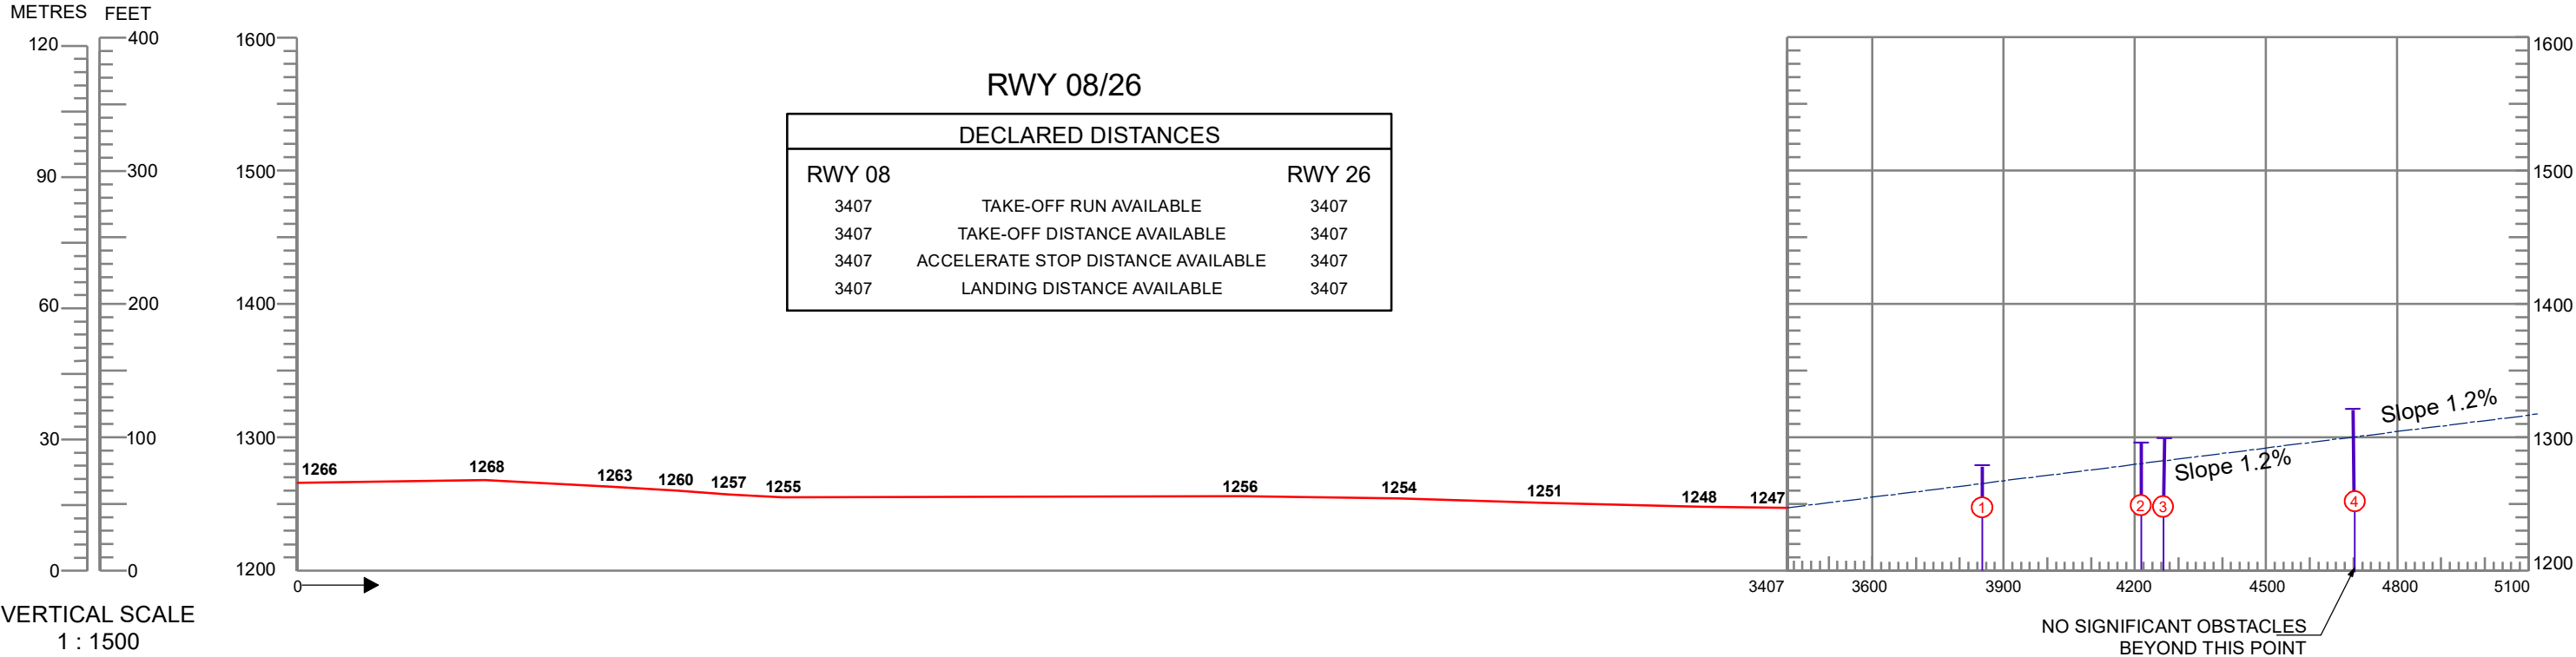 METRES FEET
120 400
90 300
60 200
30 100
0 0
VERTICAL SCALE
1 : 1500
1600
1500
1400
1300
1200
RWY 08/26
DECLARED DISTANCES
RWY 08 RWY 26
3407 TAKE-OFF RUN AVAILABLE 3407
3407 TAKE-OFF DISTANCE AVAILABLE 3407
3407 ACCELERATE STOP DISTANCE AVAILABLE 3407
3407 LANDING DISTANCE AVAILABLE 3407
1266 1268 1263 1260 1257 1255 1256 1254 1251 1248 1247
0 3407 3600 3900 4200 4500 4800 5100
1600
1500
1400
1300
1200
Slope 1.2%
Slope 1.2%
1 2 3 4
NO SIGNIFICANT OBSTACLES
BEYOND THIS POINT